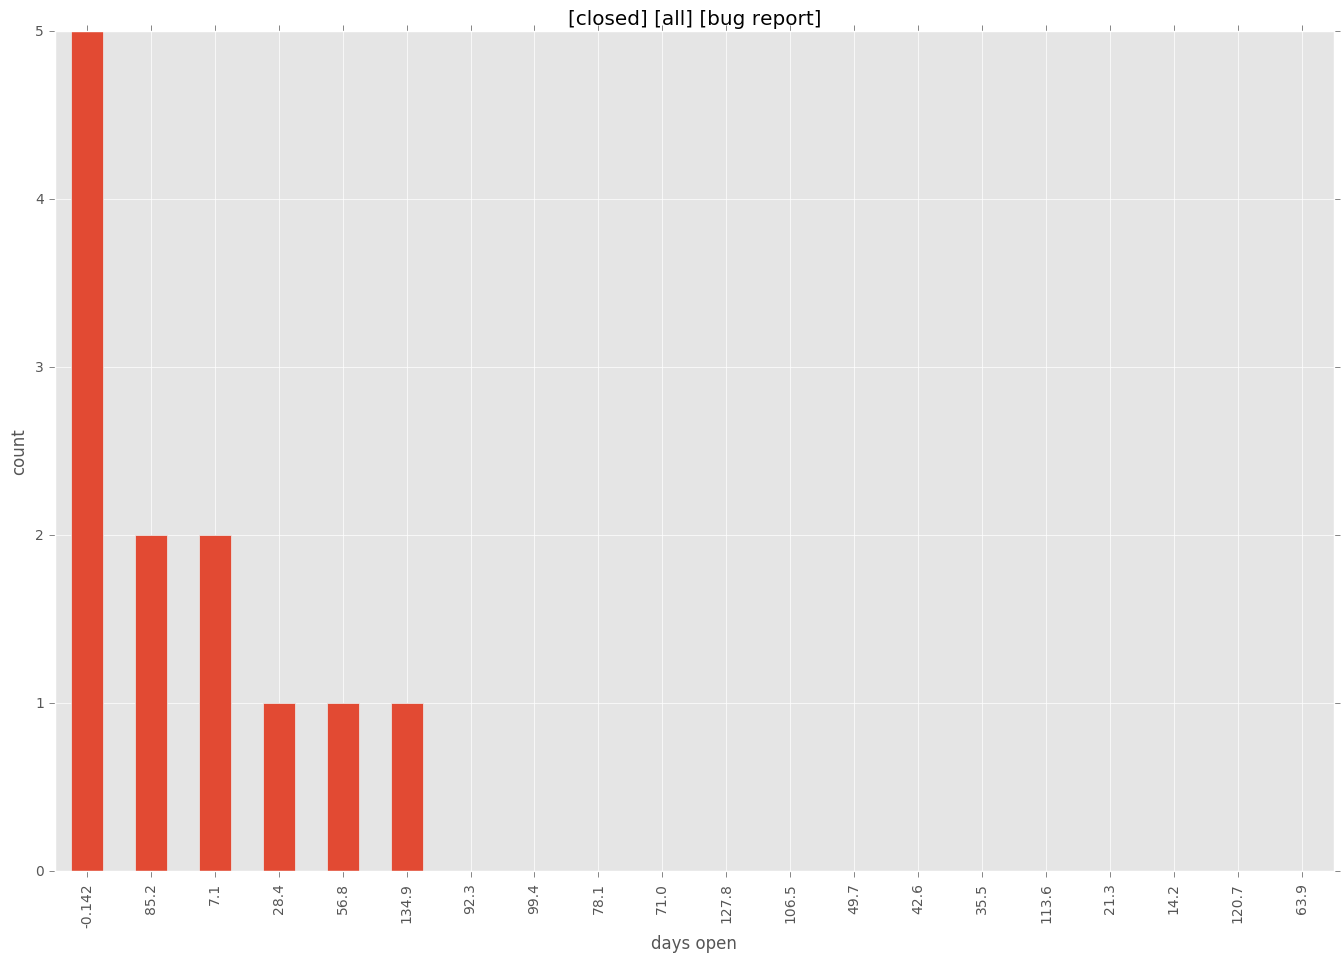 [closed] [all] [bug report]
5
4
3
2
1
0
count
-0.142 85.2 7.1 28.4 56.8 134.9 92.3 99.4 78.1 71.0 127.8 106.5 49.7 42.6 35.5 113.6 21.3 14.2 120.7 63.9
days open